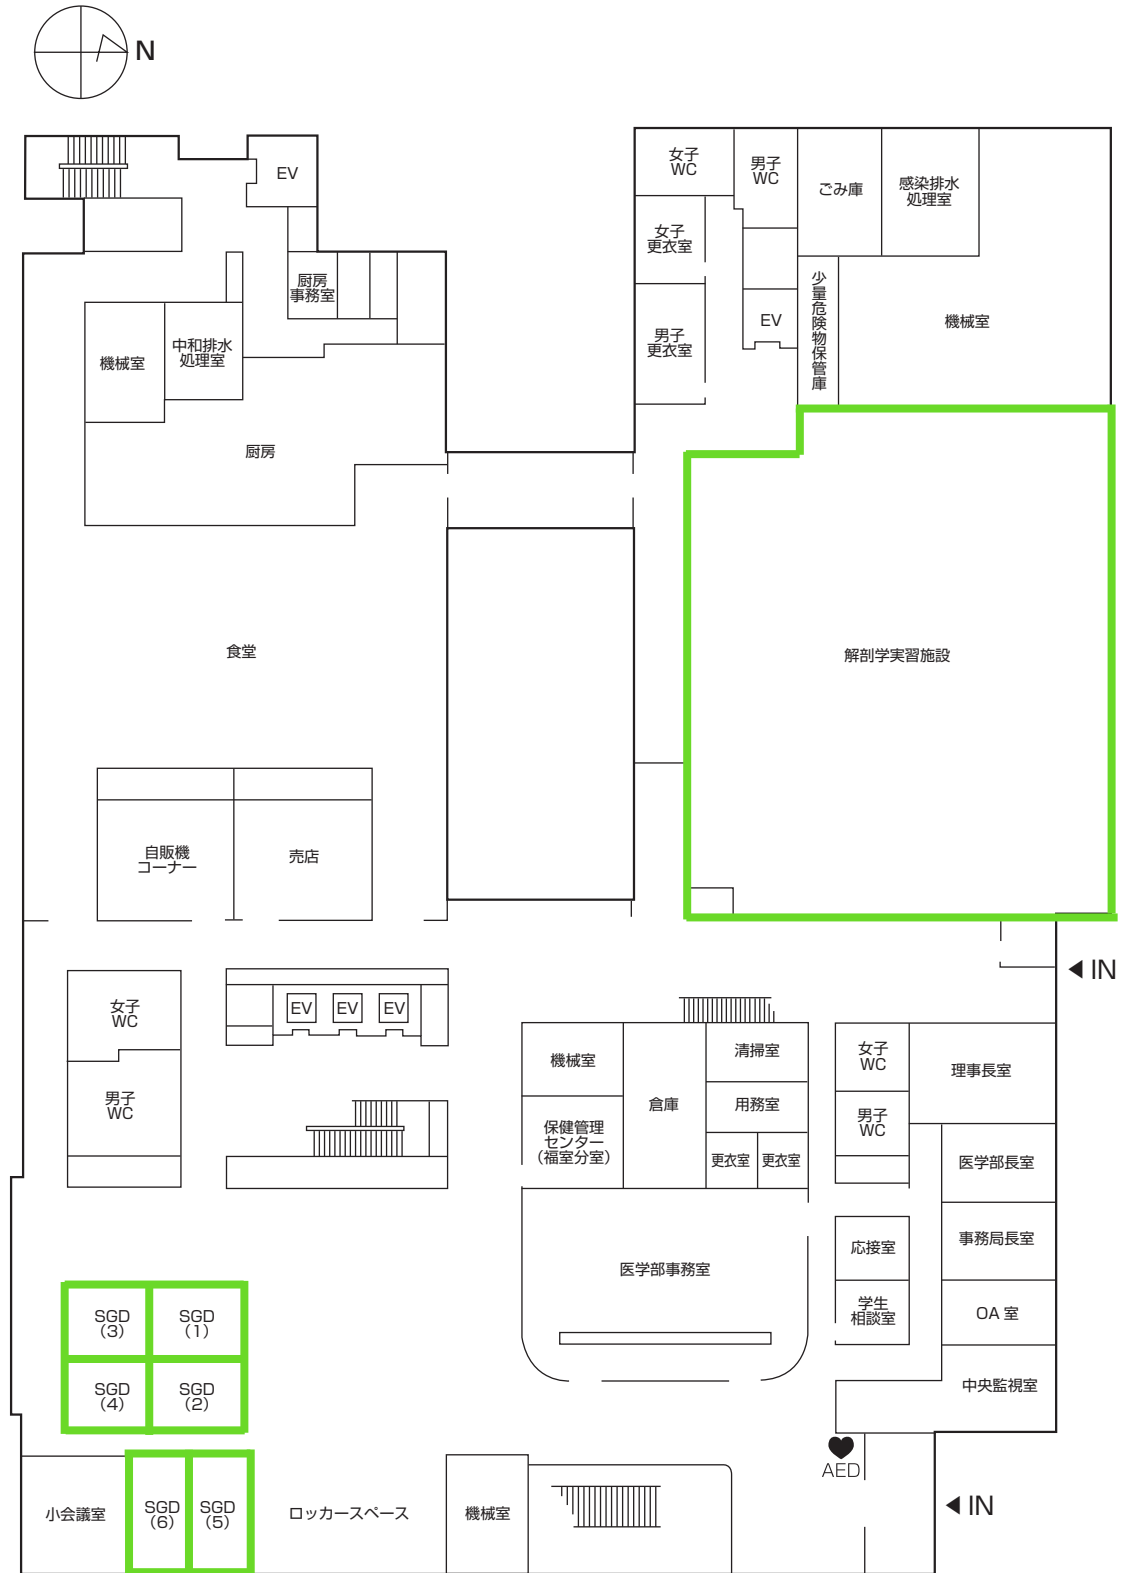 N
EV
女子
WC
男子
WC
ごみ庫
感染排水
処理室
女子
更衣室
厨房
事務室
少量危険物保管庫
機械室
EV
男子
更衣室
機械室
中和排水
処理室
厨房
食堂
解剖学実習施設
自販機
コーナー
売店
IN
女子
WC
EV
EV
EV
男子
WC
機械室
倉庫
清掃室
用務室
保健管理
センター
(福室分室)
更衣室
更衣室
女子
WC
男子
WC
理事長室
医学部長室
事務局長室
応接室
学生
相談室
OA 室
中央監視室
医学部事務室
SGD
(3)
SGD
(1)
SGD
(4)
SGD
(2)
AED
小会議室
SGD
(6)
SGD
(5)
ロッカースペース
機械室
IN